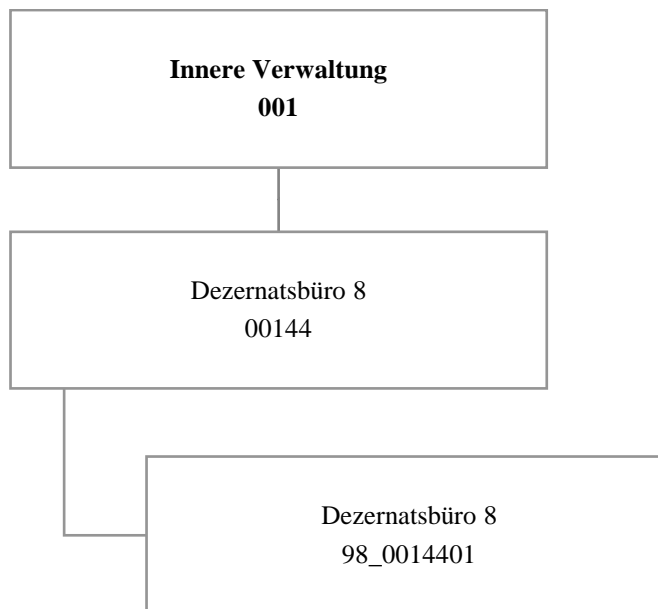 Innere Verwaltung
001
Dezernatsbüro 8
00144
Dezernatsbüro 8
98_0014401